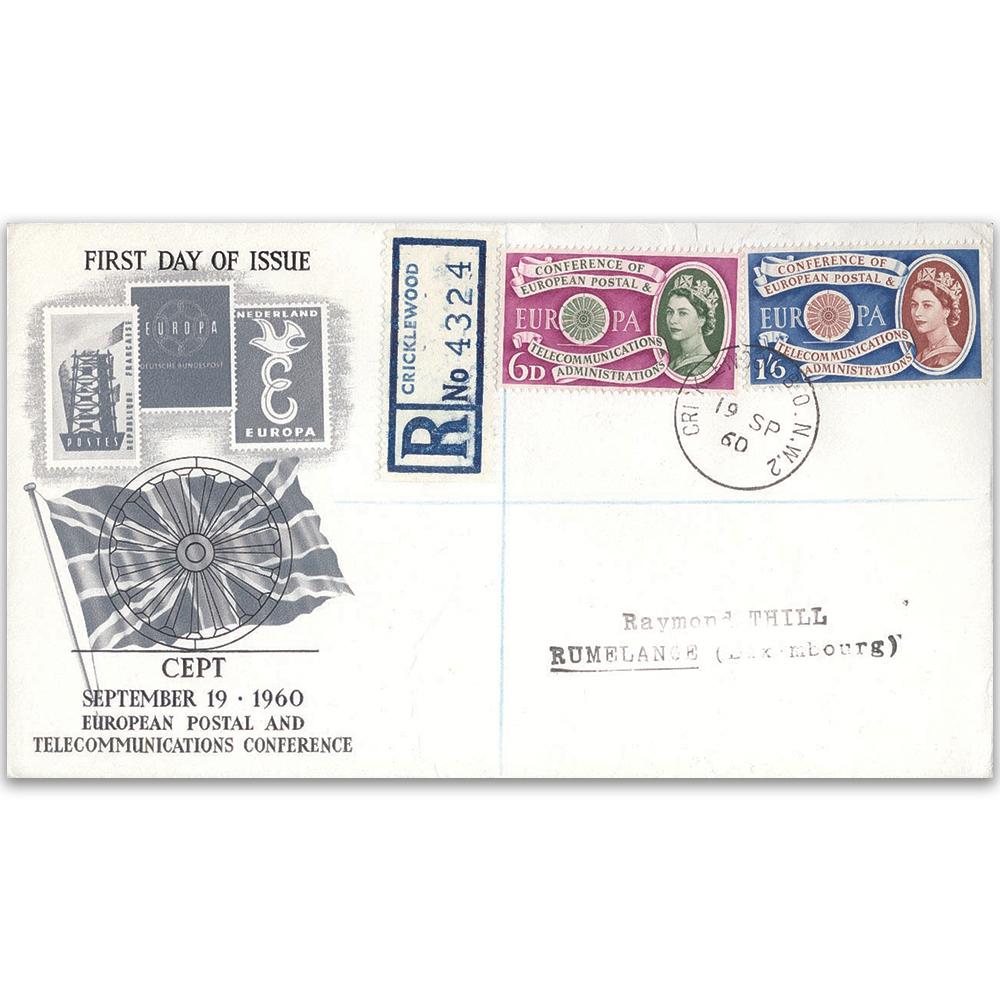 FIRST DAY OF ISSUE
EUROPA
DEUTSCHE BUNDESPOST
NEDERLAND
EUROPA
POSTES
REPUBLIQUE FRANÇAISE
CEPT
SEPTEMBER 19 · 1960
EUROPEAN POSTAL AND
TELECOMMUNICATIONS CONFERENCE
R
CRICKLEWOOD
No 4324
CONFERENCE OF
EUROPEAN POSTAL &
EUROPA
TELECOMMUNICATIONS
6D
ADMINISTRATIONS
CONFERENCE OF
EUROPEAN POSTAL &
EUROPA
TELECOMMUNICATIONS
1'6
ADMINISTRATIONS
N.W.2
19 SP
60
Raymond THILL
RUMELANGE